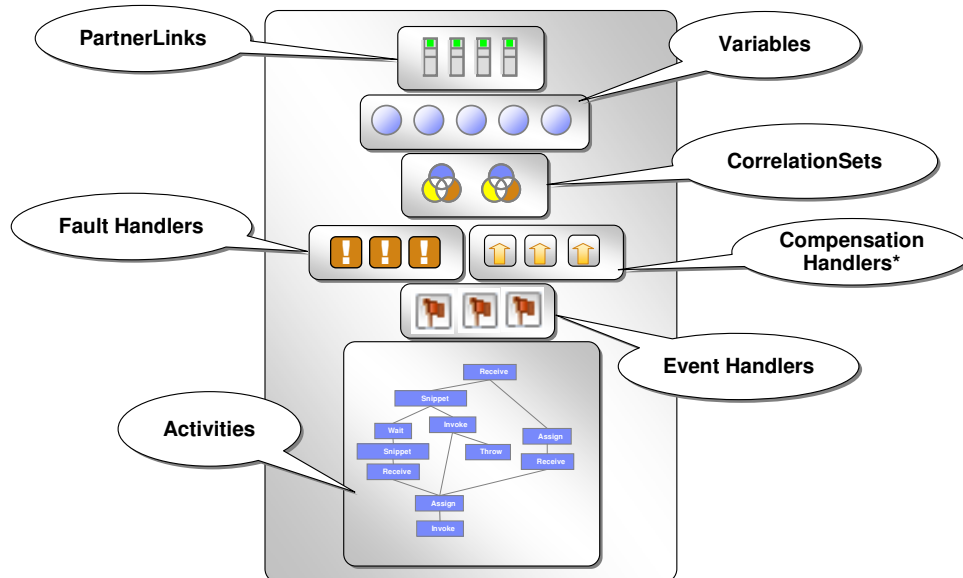 PartnerLinks
Variables
CorrelationSets
Fault Handlers
Compensation
Handlers*
Event Handlers
Activities
Receive
Snippet
Invoke
Wait
Assign
Snippet
Throw
Receive
Receive
Assign
Invoke